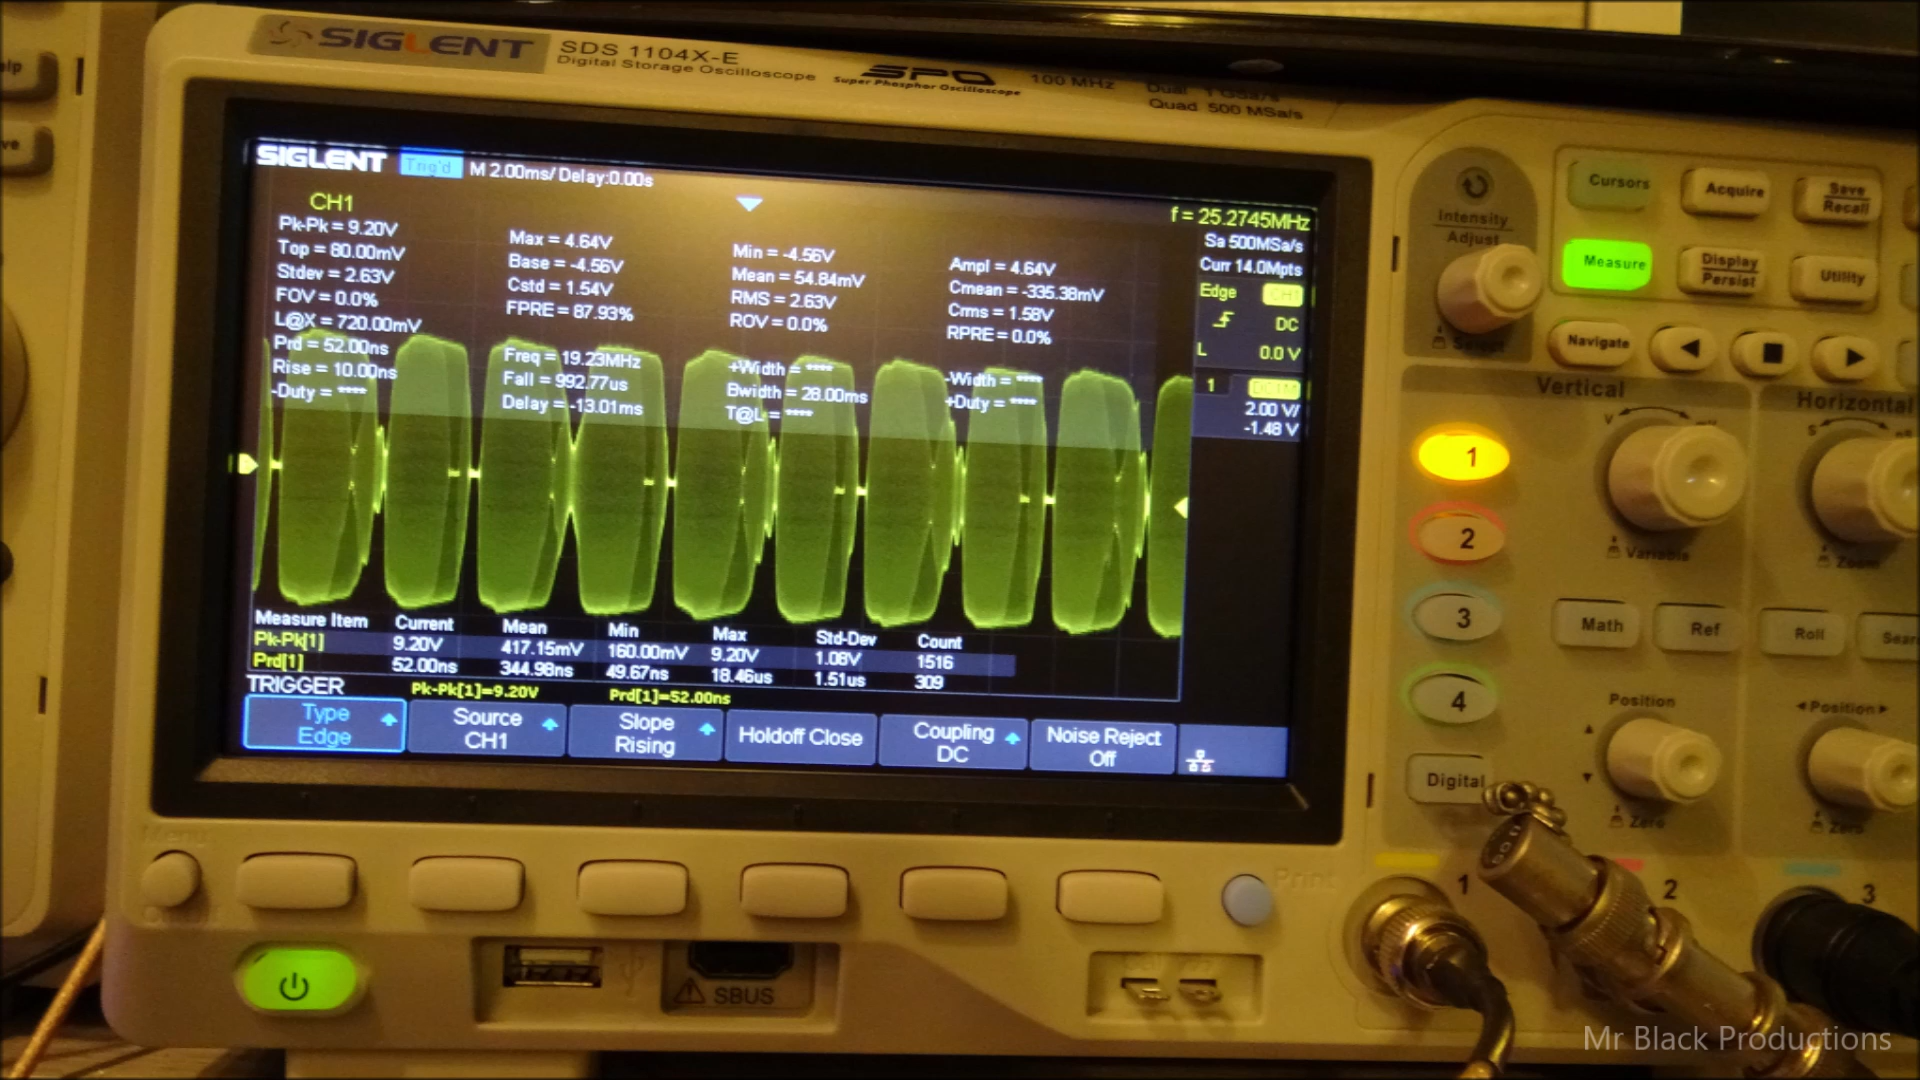 SIGLENT
SDS 1104X-E
Digital Storage Oscilloscope
SPO
Super Phosphor Oscilloscope
100 MHz
Dual 1 GSa/s
Quad 500 MSa/s
SIGLENT Trig'd M 2.00ms/ Delay:0.00s
f = 25.2745MHz
Sa 500MSa/s
Curr 14.0Mpts
Edge CH1
DC
L 0.0 V
1 DC1M
2.00 V/
-1.48 V
CH1
Pk-Pk = 9.20V Max = 4.64V Min = -4.56V Ampl = 4.64V
Top = 80.00mV Base = -4.56V Mean = 54.84mV Cmean = -335.38mV
Stdev = 2.63V Cstd = 1.54V RMS = 2.63V Crms = 1.58V
FOV = 0.0% FPRE = 87.93% ROV = 0.0% RPRE = 0.0%
L@X = 720.00mV
Prd = 52.00ns Freq = 19.23MHz +Width = **** -Width = ****
Rise = 10.00ns Fall = 992.77us Bwidth = 28.00ms +Duty = ****
-Duty = **** Delay = -13.01ms T@L = ****
Measure Item Current Mean Min Max Std-Dev Count
Pk-Pk[1] 9.20V 417.15mV 160.00mV 9.20V 1.08V 1516
Prd[1] 52.00ns 344.98ns 49.67ns 18.46us 1.51us 309
TRIGGER Pk-Pk[1]=9.20V Prd[1]=52.00ns
Type
Edge
Source
CH1
Slope
Rising
Holdoff Close
Coupling
DC
Noise Reject
Off
Intensity
Adjust
Select
Cursors
Acquire
Save
Recall
Measure
Display
Persist
Utility
Navigate
Vertical
Horizontal
1
2
3
4
Variable
Zoom
Math
Ref
Roll
Position
Position
Digital
Zero
Zero
Print
SBUS
1
2
3
Mr Black Productions